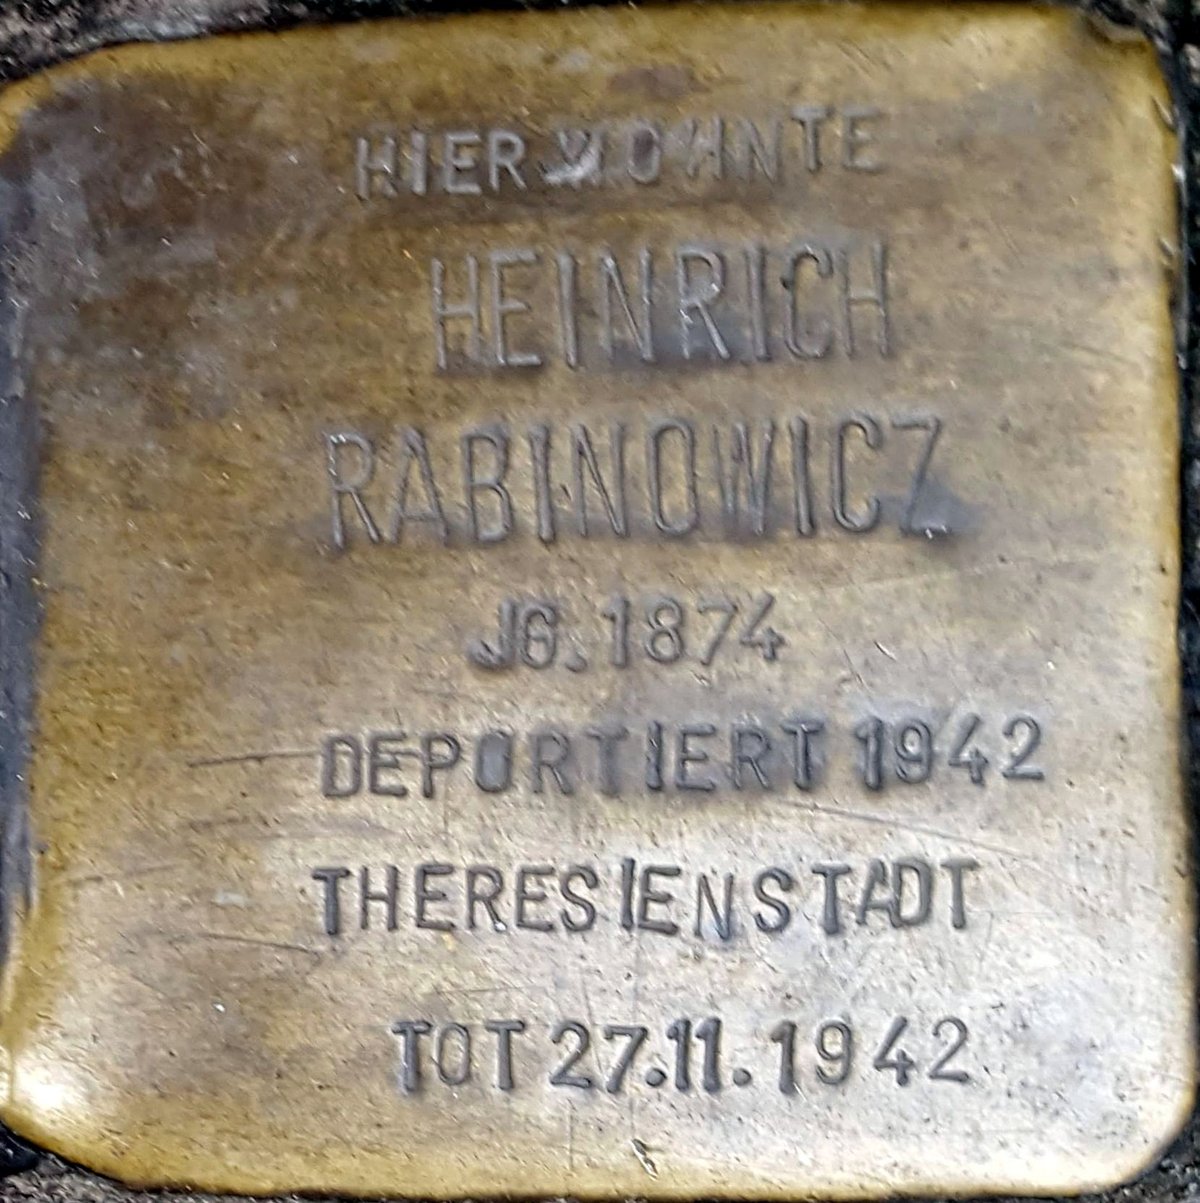 HIER WOHNTE
HEINRICH
RABINOWICZ
JG. 1874
DEPORTIERT 1942
THERESIENSTADT
TOT 27.11.1942